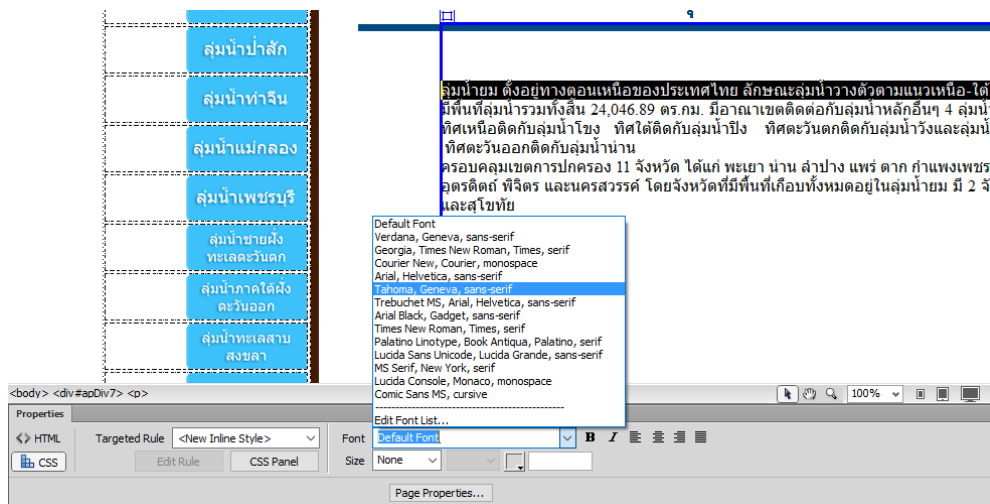 ลุ่มน้ำป่าสัก
ลุ่มน้ำท่าจีน
ลุ่มน้ำแม่กลอง
ลุ่มน้ำเพชรบุรี
ลุ่มน้ำชายฝั่ง
ทะเลตะวันตก
ลุ่มน้ำภาคใต้ฝั่ง
ตะวันออก
ลุ่มน้ำทะเลสาบ
สงขลา
ลุ่มน้ำยม ตั้งอยู่ทางตอนเหนือของประเทศไทย ลักษณะลุ่มน้ำวางตัวตามแนวเหนือ-ใต้
มีพื้นที่ลุ่มน้ำรวมทั้งสิ้น 24,046.89 ตร.กม. มีอาณาเขตติดต่อกับลุ่มน้ำหลักอื่นๆ 4 ลุ่มน้ำ
ทิศเหนือติดกับลุ่มน้ำโขง ทิศใต้ติดกับลุ่มน้ำปิง ทิศตะวันตกติดกับลุ่มน้ำวังและลุ่มน้
ทิศตะวันออกติดกับลุ่มน้ำน่าน
ครอบคลุมเขตการปกครอง 11 จังหวัด ได้แก่ พะเยา น่าน ลำปาง แพร่ ตาก กำแพงเพชร
อุตรดิตถ์ พิจิตร และนครสวรรค์ โดยจังหวัดที่มีพื้นที่เกือบทั้งหมดอยู่ในลุ่มน้ำยม มี 2 จั
และสุโขทัย
Default Font
Verdana, Geneva, sans-serif
Georgia, Times New Roman, Times, serif
Courier New, Courier, monospace
Arial, Helvetica, sans-serif
Tahoma, Geneva, sans-serif
Trebuchet MS, Arial, Helvetica, sans-serif
Arial Black, Gadget, sans-serif
Times New Roman, Times, serif
Palatino Linotype, Book Antiqua, Palatino, serif
Lucida Sans Unicode, Lucida Grande, sans-serif
MS Serif, New York, serif
Lucida Console, Monaco, monospace
Comic Sans MS, cursive
Edit Font List...
<body> <div#apDiv7> <p>
100%
Properties
<> HTML Targeted Rule <New Inline Style> Font Default Font B I
CSS Edit Rule CSS Panel Size None
Page Properties...